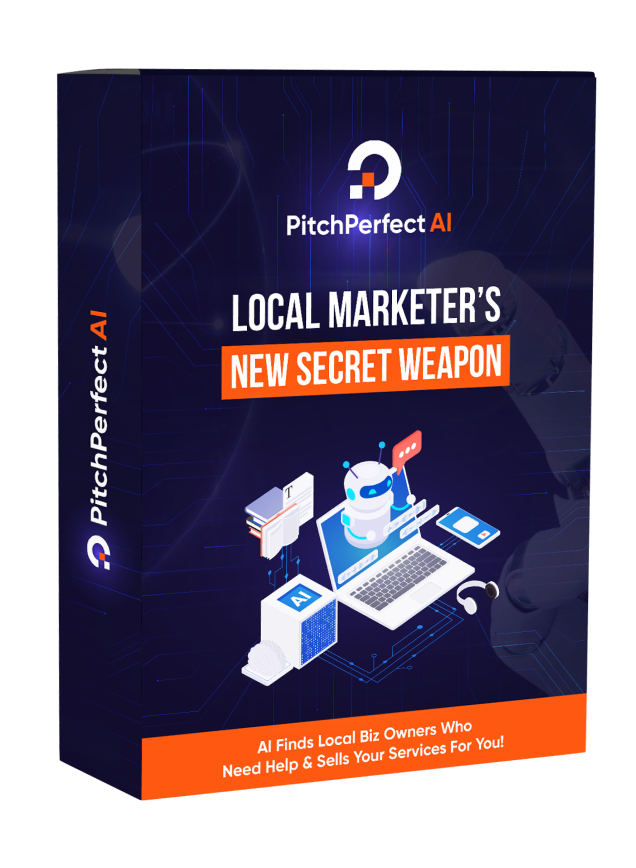 PitchPerfect AI
LOCAL MARKETER'S
NEW SECRET WEAPON
T
AI
AI Finds Local Biz Owners Who
Need Help & Sells Your Services For You!
PitchPerfect AI